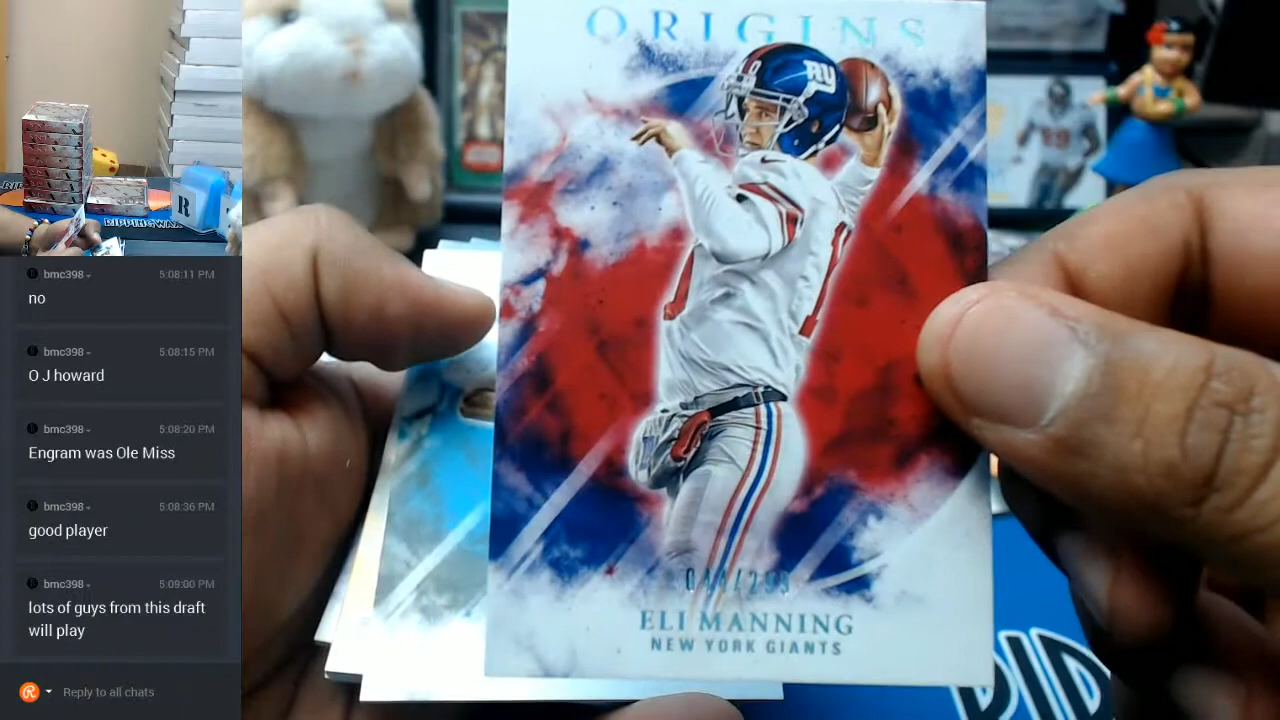 ORIGINS
RY
ELI MANNING
NEW YORK GIANTS
R
RIPPINGWAX
bmc398 5:08:11 PM
no
bmc398 5:08:15 PM
O J howard
bmc398 5:08:20 PM
Engram was Ole Miss
bmc398 5:08:36 PM
good player
bmc398 5:09:00 PM
lots of guys from this draft
will play
Reply to all chats